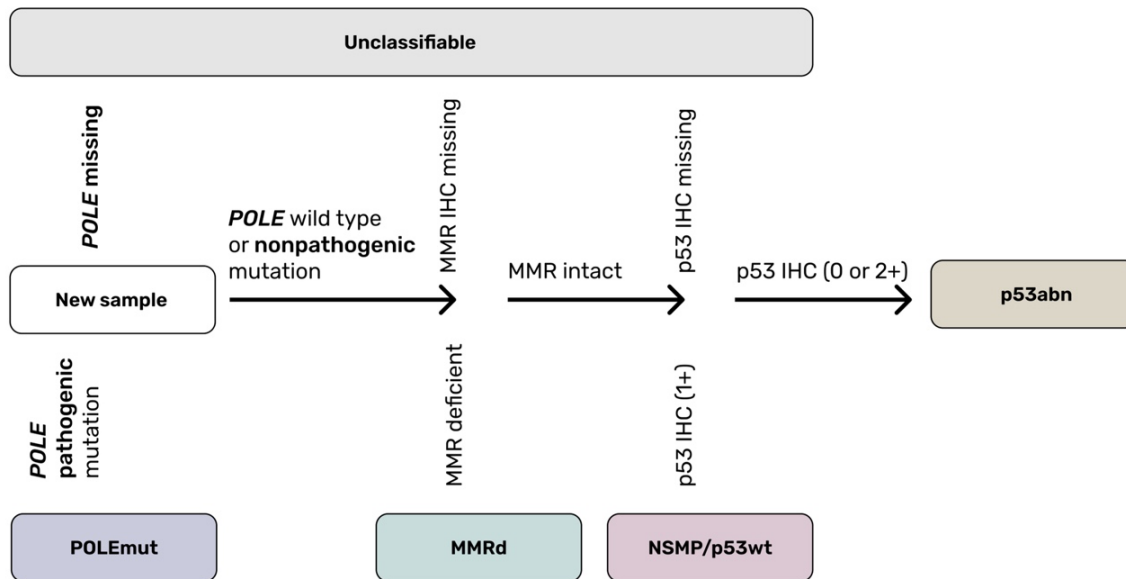 Unclassifiable
POLE missing
MMR IHC missing
p53 IHC missing
POLE wild type
or nonpathogenic
mutation
MMR intact
p53 IHC (0 or 2+)
New sample
p53abn
POLE
pathogenic
mutation
MMR deficient
p53 IHC (1+)
POLEmut
MMRd
NSMP/p53wt